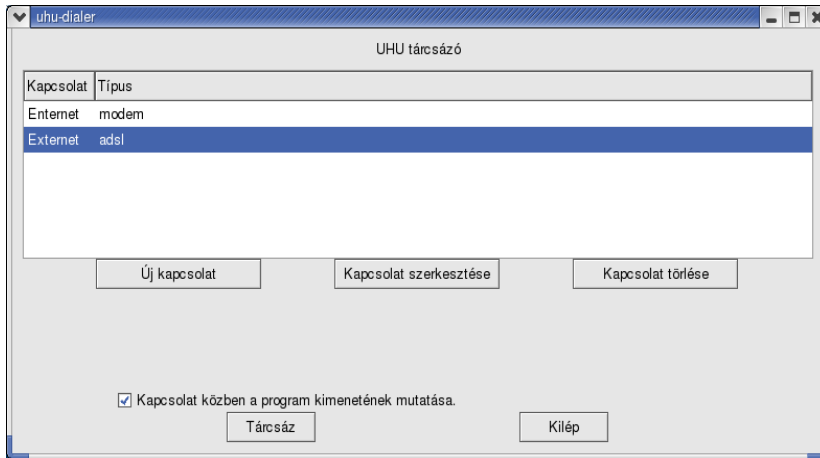 uhu-dialer
UHU tárcsázó
Kapcsolat Típus
Enternet modem
Externet adsl
Új kapcsolat Kapcsolat szerkesztése Kapcsolat törlése
Kapcsolat közben a program kimenetének mutatása.
Tárcsáz Kilép